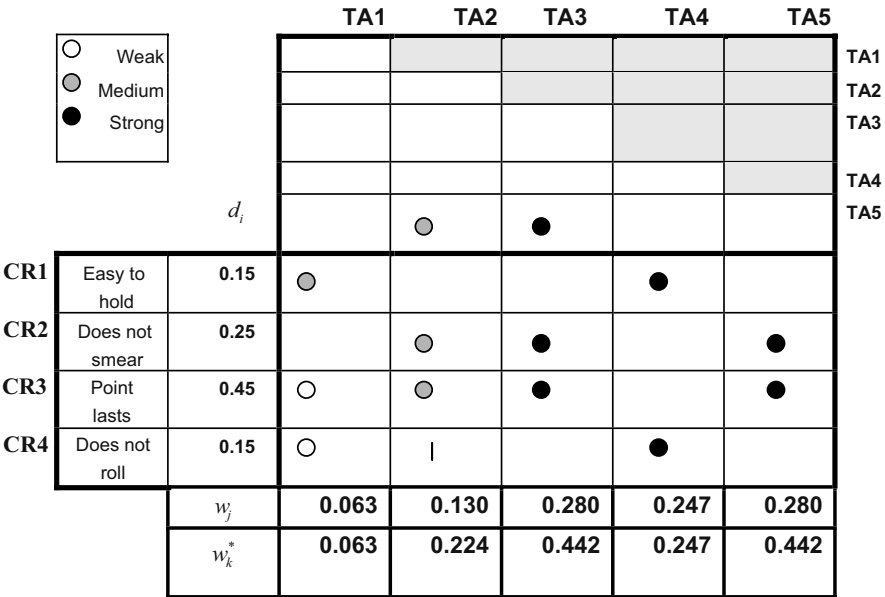 TA1 TA2 TA3 TA4 TA5
Weak
Medium
Strong
TA1
TA2
TA3
TA4
TA5
d_i
CR1 Easy to hold 0.15
CR2 Does not smear 0.25
CR3 Point lasts 0.45
CR4 Does not roll 0.15 |
w_j 0.063 0.130 0.280 0.247 0.280
w_k^* 0.063 0.224 0.442 0.247 0.442